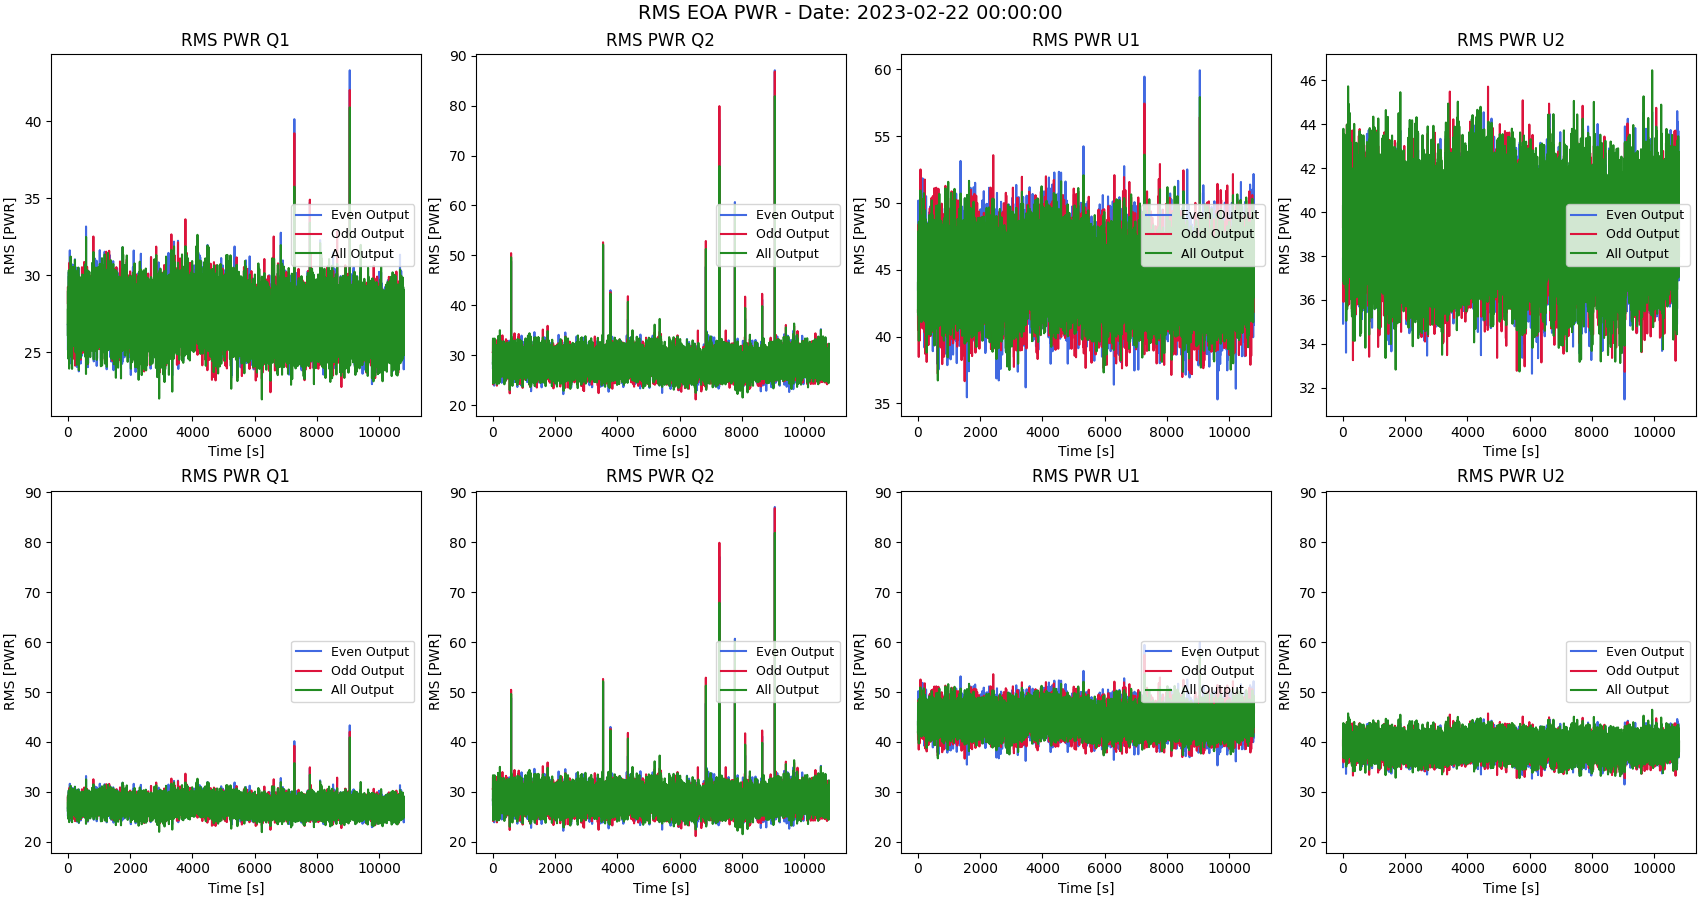 RMS EOA PWR - Date: 2023-02-22 00:00:00
RMS PWR Q1
RMS [PWR]
40
35
30
25
0 2000 4000 6000 8000 10000
Time [s]
Even Output
Odd Output
All Output
RMS PWR Q2
RMS [PWR]
90
80
70
60
50
40
30
20
0 2000 4000 6000 8000 10000
Time [s]
Even Output
Odd Output
All Output
RMS PWR U1
RMS [PWR]
60
55
50
45
40
35
0 2000 4000 6000 8000 10000
Time [s]
Even Output
Odd Output
All Output
RMS PWR U2
RMS [PWR]
46
44
42
40
38
36
34
32
0 2000 4000 6000 8000 10000
Time [s]
Even Output
Odd Output
All Output
RMS PWR Q1
RMS [PWR]
90
80
70
60
50
40
30
20
0 2000 4000 6000 8000 10000
Time [s]
Even Output
Odd Output
All Output
RMS PWR Q2
RMS [PWR]
90
80
70
60
50
40
30
20
0 2000 4000 6000 8000 10000
Time [s]
Even Output
Odd Output
All Output
RMS PWR U1
RMS [PWR]
90
80
70
60
50
40
30
20
0 2000 4000 6000 8000 10000
Time [s]
Even Output
Odd Output
All Output
RMS PWR U2
RMS [PWR]
90
80
70
60
50
40
30
20
0 2000 4000 6000 8000 10000
Time [s]
Even Output
Odd Output
All Output